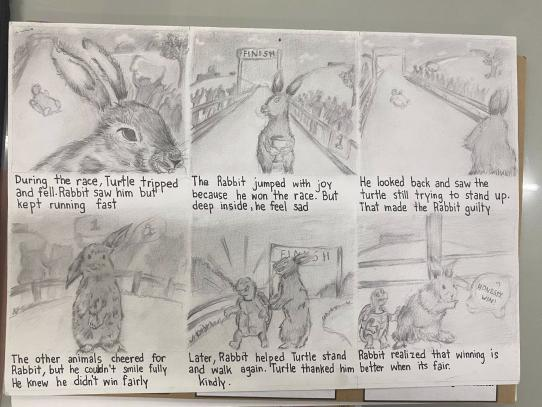 FINISH
During the race, Turtle tripped
and fell. Rabbit saw him but
kept running fast
The Rabbit jumped with joy
because he won the race. But
deep inside, he feel sad
He looked back and saw the
turtle still trying to stand up.
That made the Rabbit guilty
1
The other animals cheered for
Rabbit, but he couldn't smile fully
He knew he didn't win fairly
FINISH
Later, Rabbit helped Turtle stand
and walk again. Turtle thanked him
kindly.
HONESTY
WIN!
Rabbit realized that winning is
better when its fair.